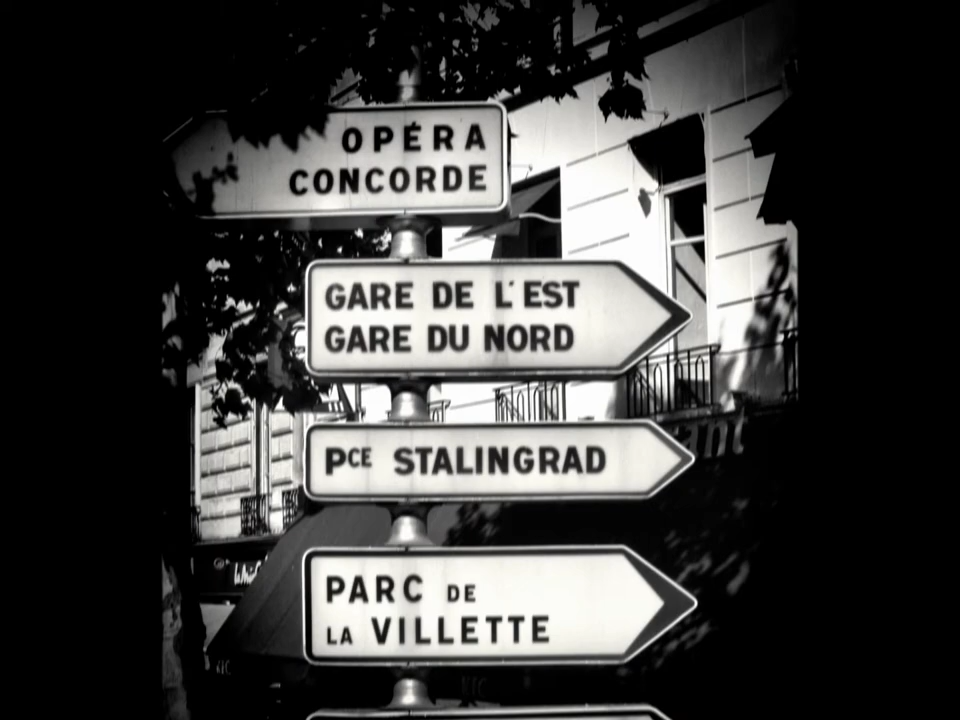 OPÉRA
CONCORDE
GARE DE L'EST
GARE DU NORD
PCE STALINGRAD
PARC DE
LA VILLETTE